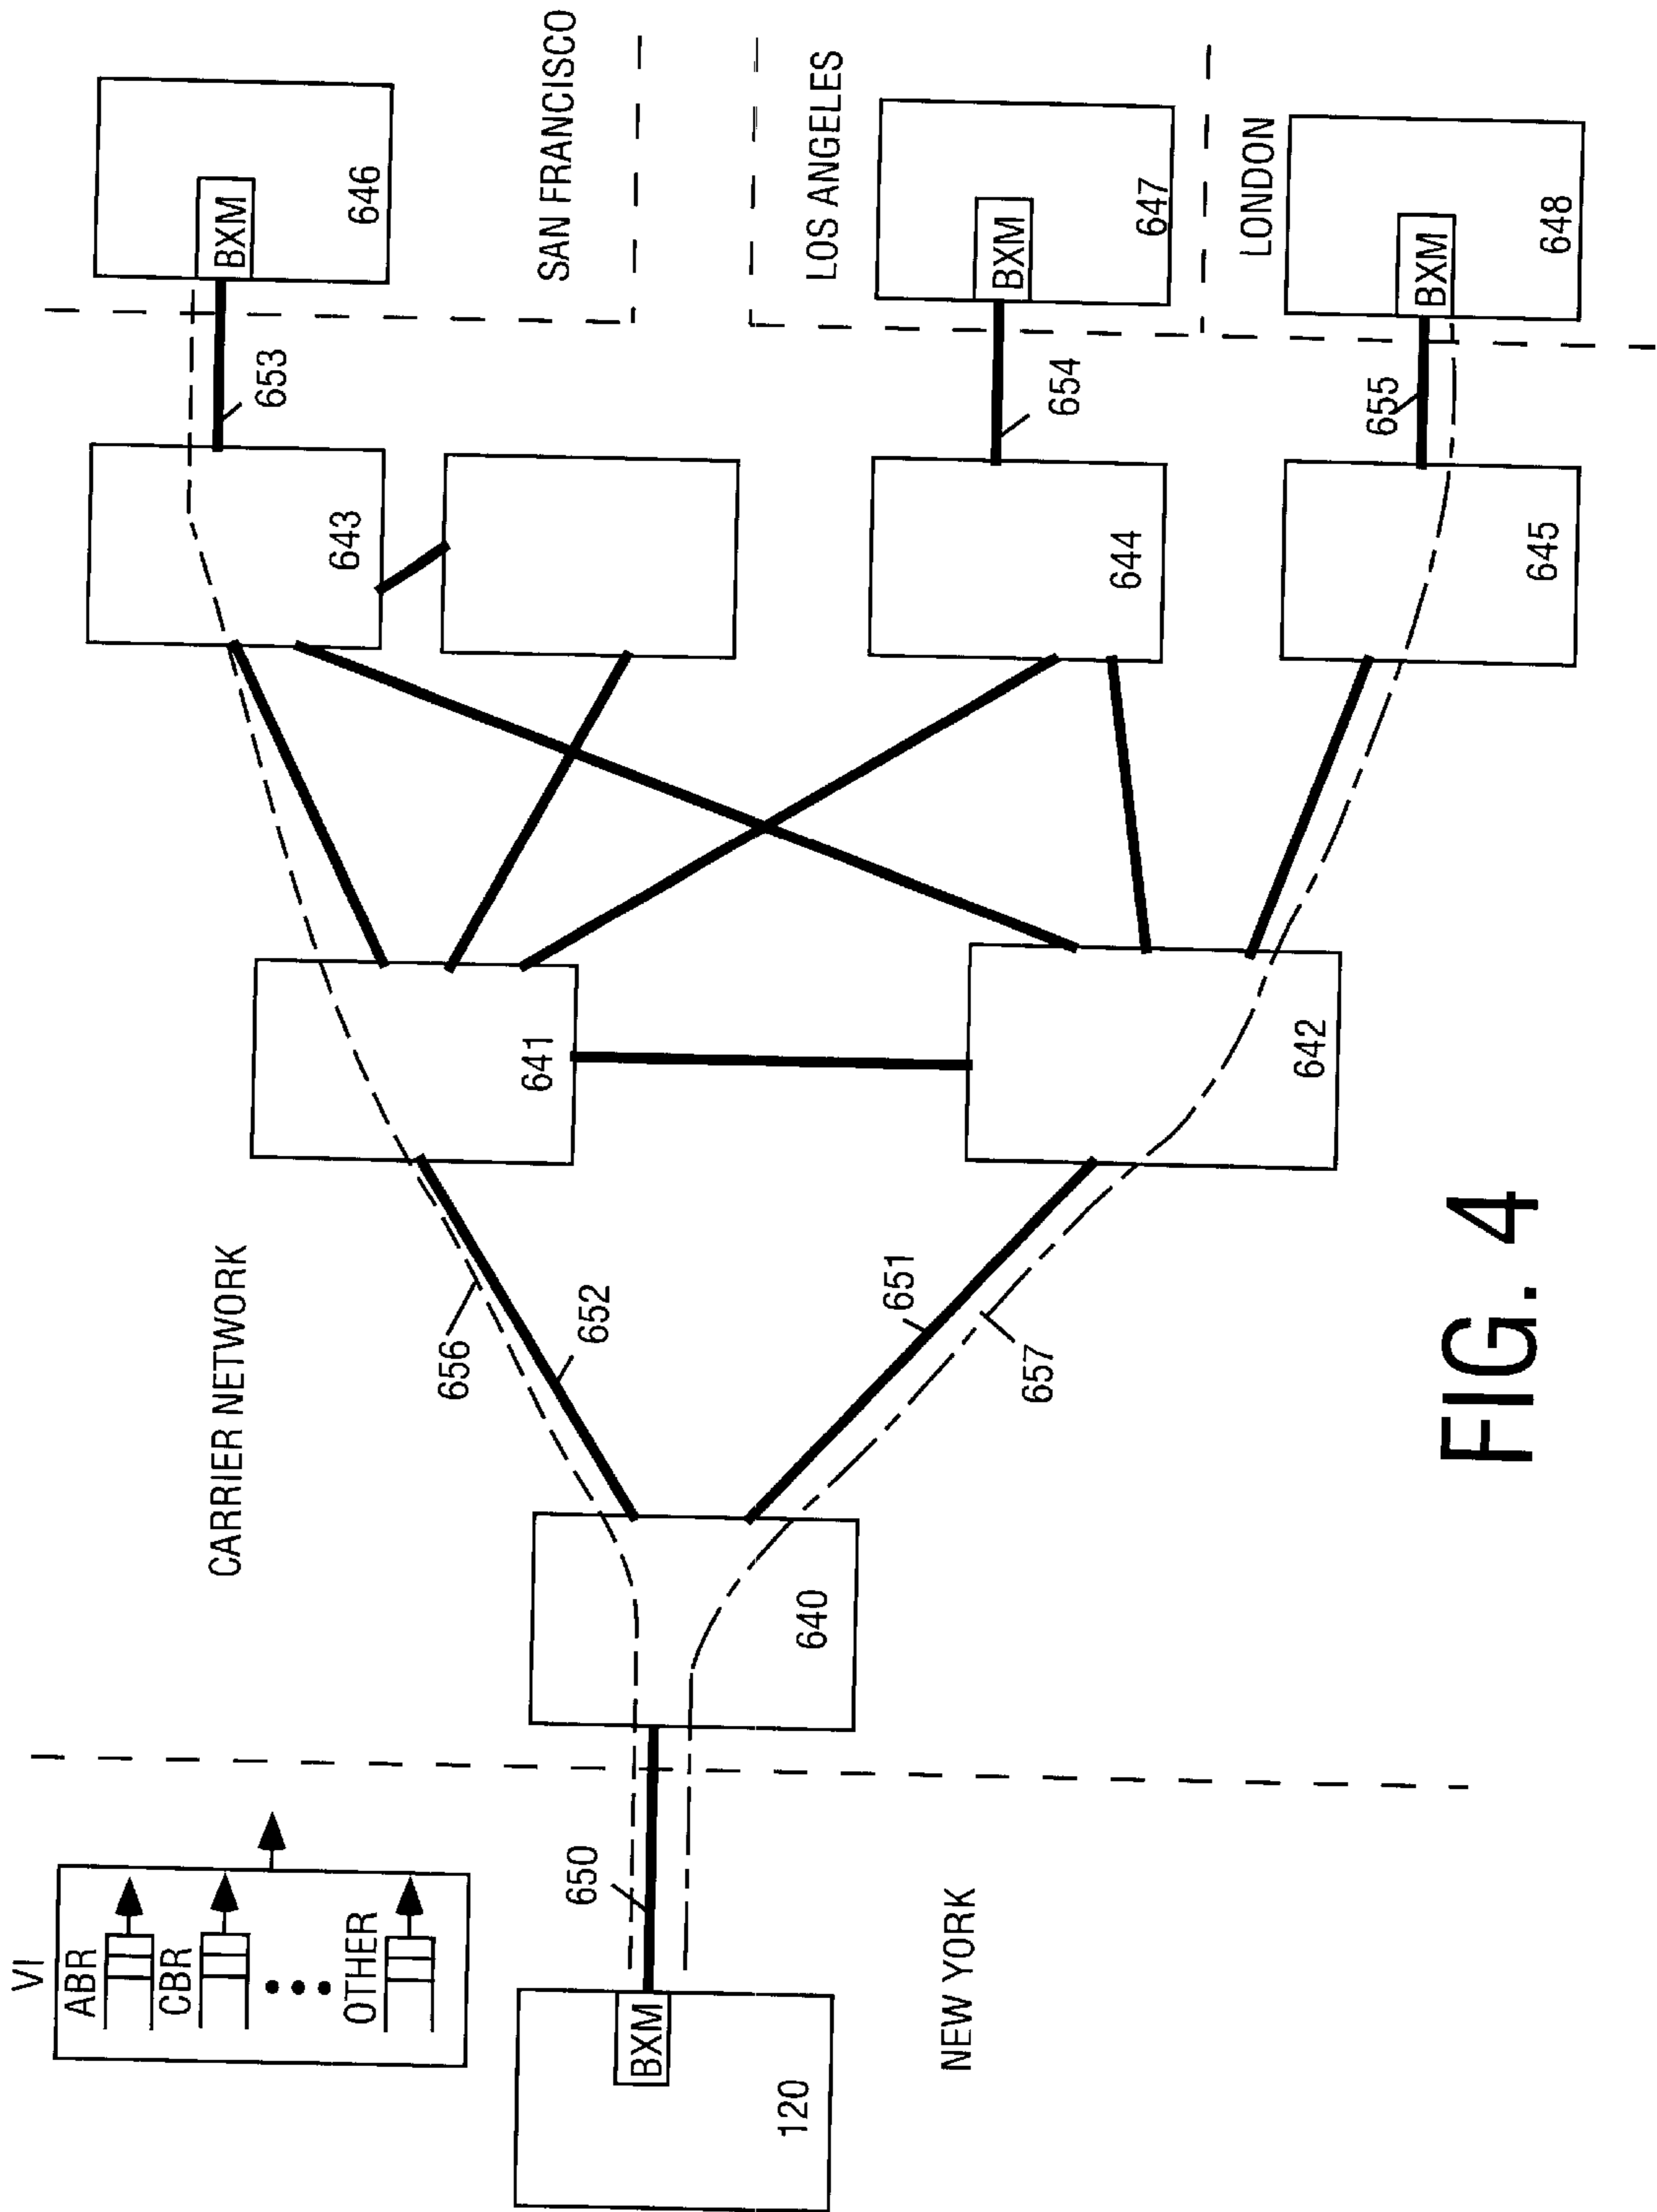 VI
ABR
CBR
OTHER
CARRIER NETWORK
NEW YORK
BXM
120
650
640
656
652
651
657
641
642
643
644
645
653
654
655
BXM
646
SAN FRANCISCO
LOS ANGELES
BXM
647
LONDON
BXM
648
FIG. 4